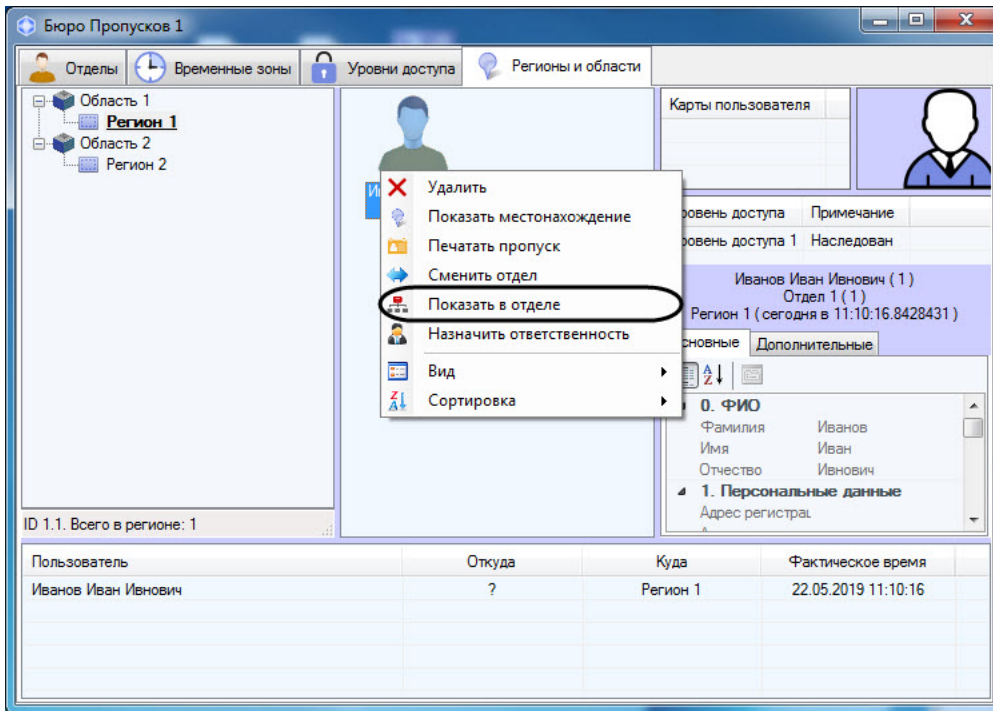 Бюро Пропусков 1
Отделы Временные зоны Уровни доступа Регионы и области
Область 1
Регион 1
Область 2
Регион 2
ID 1.1. Всего в регионе: 1
Удалить
Показать местонахождение
Печатать пропуск
Сменить отдел
Показать в отделе
Назначить ответственность
Вид
Сортировка
Карты пользователя
доступа Примечание
доступа 1 Наследован
Иванов Иван Ивнович ( 1 )
Отдел 1 ( 1 )
Регион 1 ( сегодня в 11:10:16.8428431 )
Дополнительные
0. ФИО
Фамилия Иванов
Имя Иван
Отчество Ивнович
1. Персональные данные
Адрес
Пользователь Откуда Куда Фактическое время
Иванов Иван Ивнович ? Регион 1 22.05.2019 11:10:16